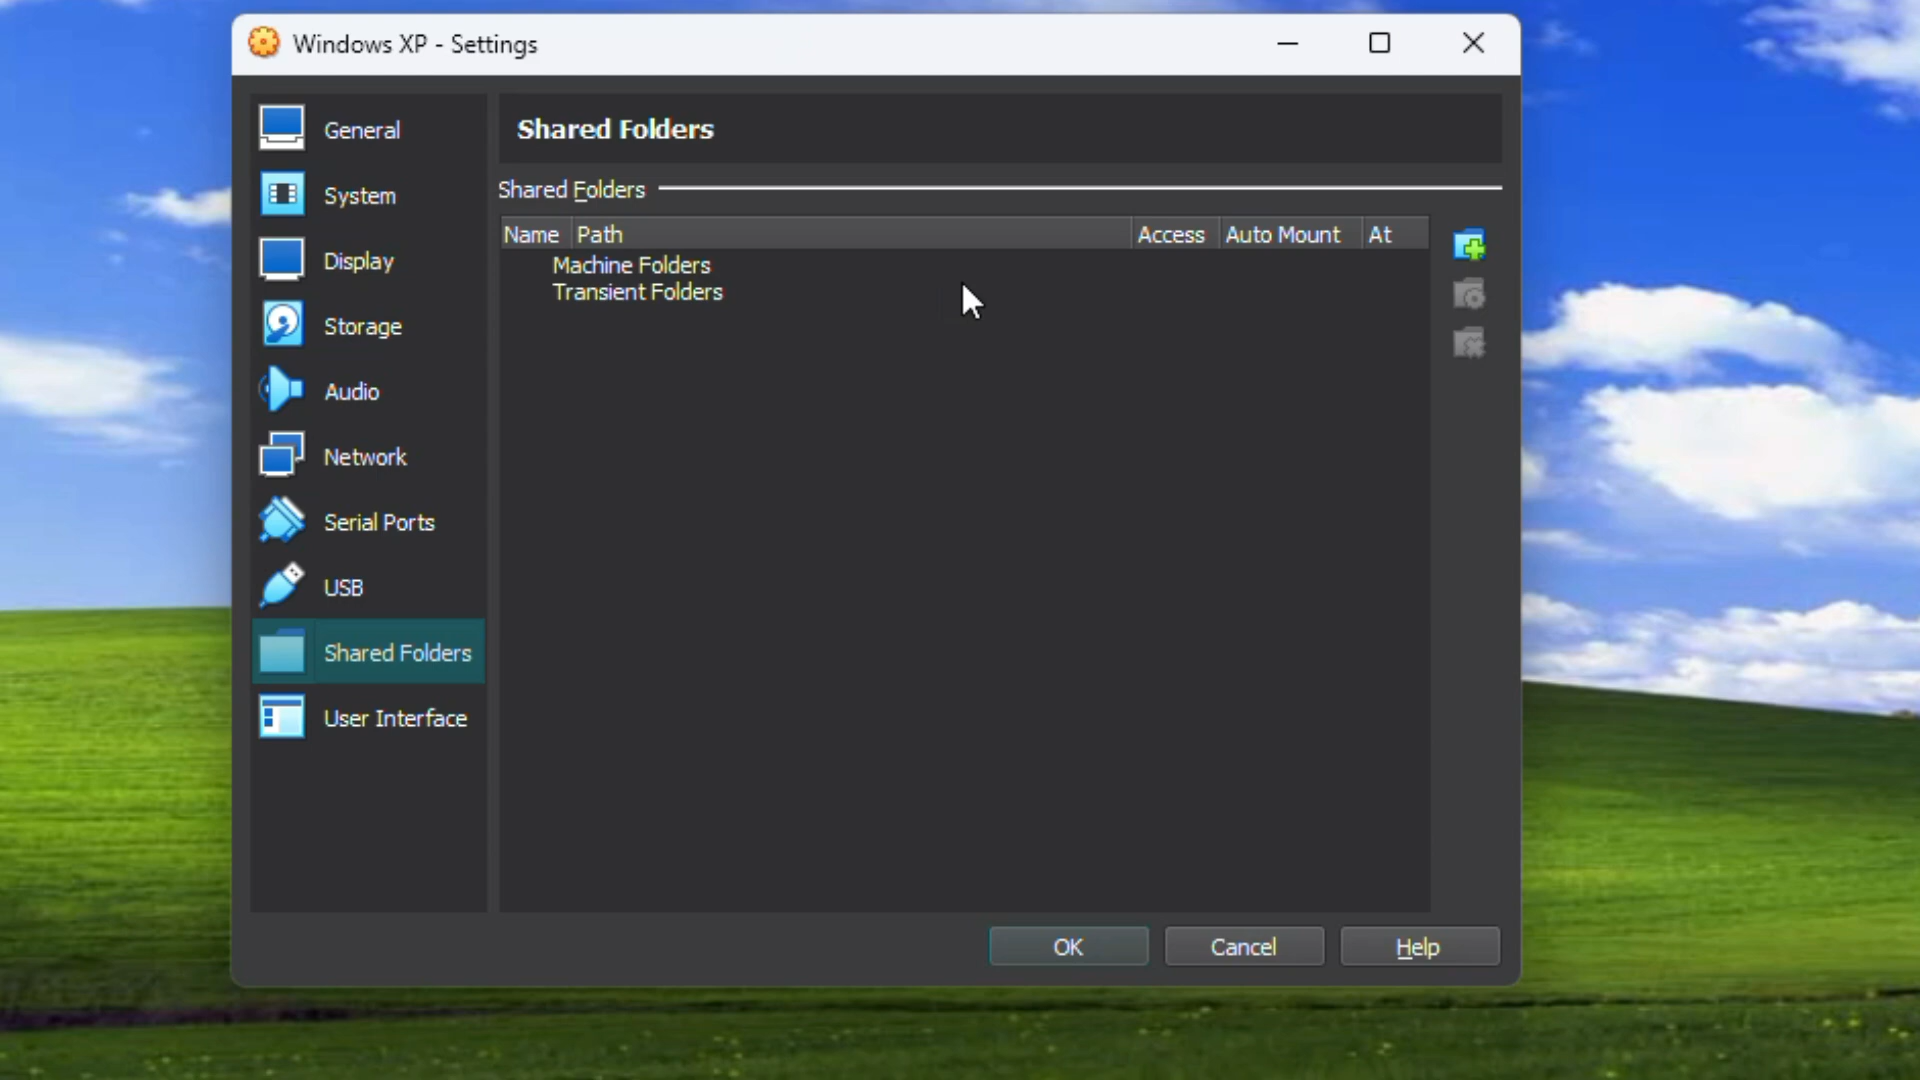 Windows XP - Settings
General
System
Display
Storage
Audio
Network
Serial Ports
USB
Shared Folders
User Interface
Shared Folders
Shared Folders
Name Path Access Auto Mount At
Machine Folders
Transient Folders
OK Cancel Help